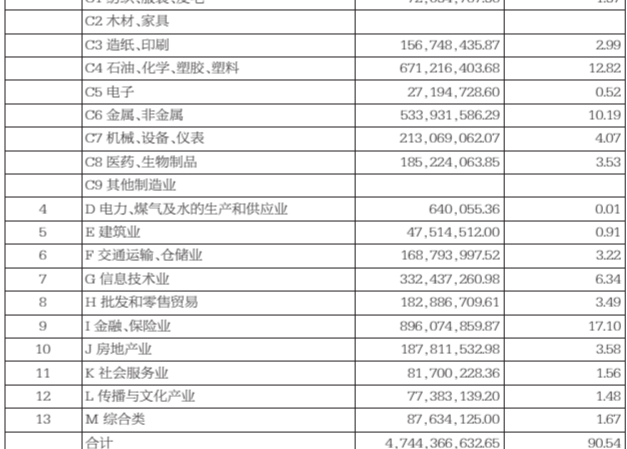 C2 木材、家具
C3 造纸、印刷 156,748,435.87 2.99
C4 石油、化学、塑胶、塑料 671,216,403.68 12.82
C5 电子 27,194,728.60 0.52
C6 金属、非金属 533,931,586.29 10.19
C7 机械、设备、仪表 213,069,062.07 4.07
C8 医药、生物制品 185,224,063.85 3.53
C9 其他制造业
4 D 电力、煤气及水的生产和供应业 640,055.36 0.01
5 E 建筑业 47,514,512.00 0.91
6 F 交通运输、仓储业 168,793,997.52 3.22
7 G 信息技术业 332,437,260.98 6.34
8 H 批发和零售贸易 182,886,709.61 3.49
9 I 金融、保险业 896,074,859.87 17.10
10 J 房地产业 187,811,532.98 3.58
11 K 社会服务业 81,700,228.36 1.56
12 L 传播与文化产业 77,383,139.20 1.48
13 M 综合类 87,634,125.00 1.67
合计 4,744,366,632.65 90.54